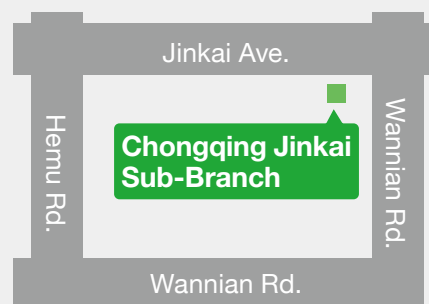 Jinkai Ave.
Hemu Rd.
Chongqing Jinkai
Sub-Branch
Wannian Rd.
Wannian Rd.